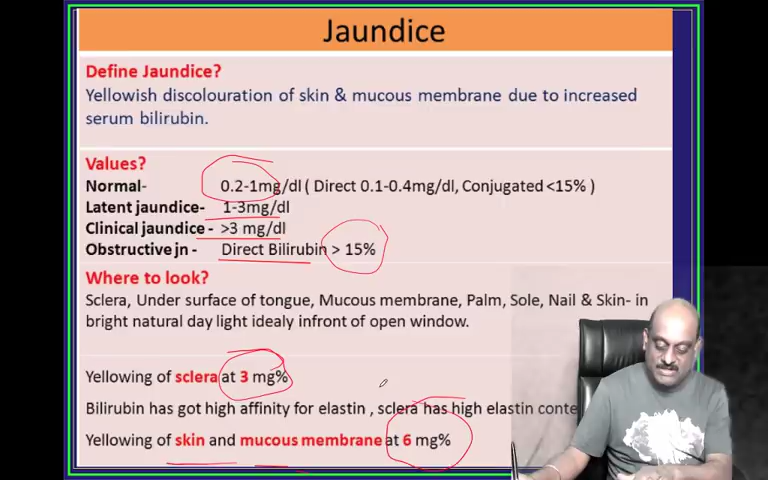 Jaundice
Define Jaundice?
Yellowish discolouration of skin & mucous membrane due to increased
serum bilirubin.
Values?
Normal- 0.2-1mg/dl ( Direct 0.1-0.4mg/dl, Conjugated <15% )
Latent jaundice- 1-3mg/dl
Clinical jaundice - >3 mg/dl
Obstructive jn - Direct Bilirubin > 15%
Where to look?
Sclera, Under surface of tongue, Mucous membrane, Palm, Sole, Nail & Skin- in
bright natural day light idealy infront of open window.
Yellowing of sclera at 3 mg%
Bilirubin has got high affinity for elastin , sclera has high elastin
Yellowing of skin and mucous membrane at 6 mg%